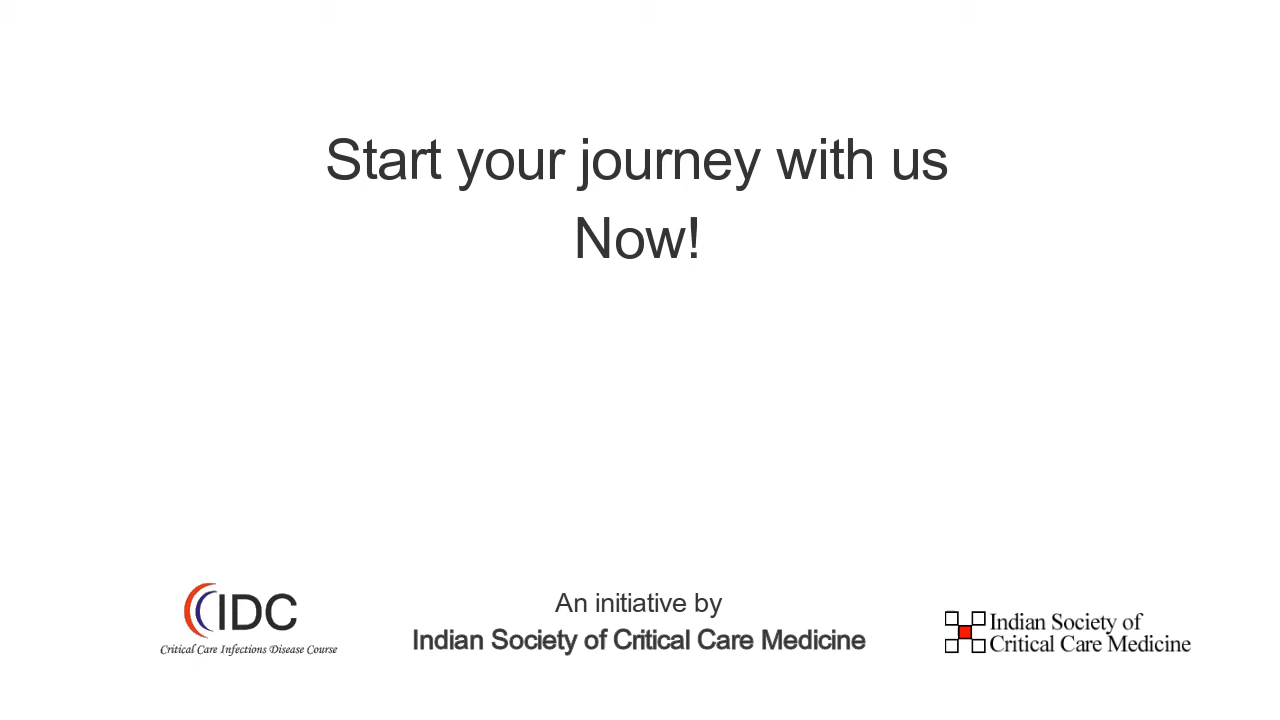 Start your journey with us
Now!
CIDC
Critical Care Infections Disease Course
An initiative by
Indian Society of Critical Care Medicine
Indian Society of
Critical Care Medicine